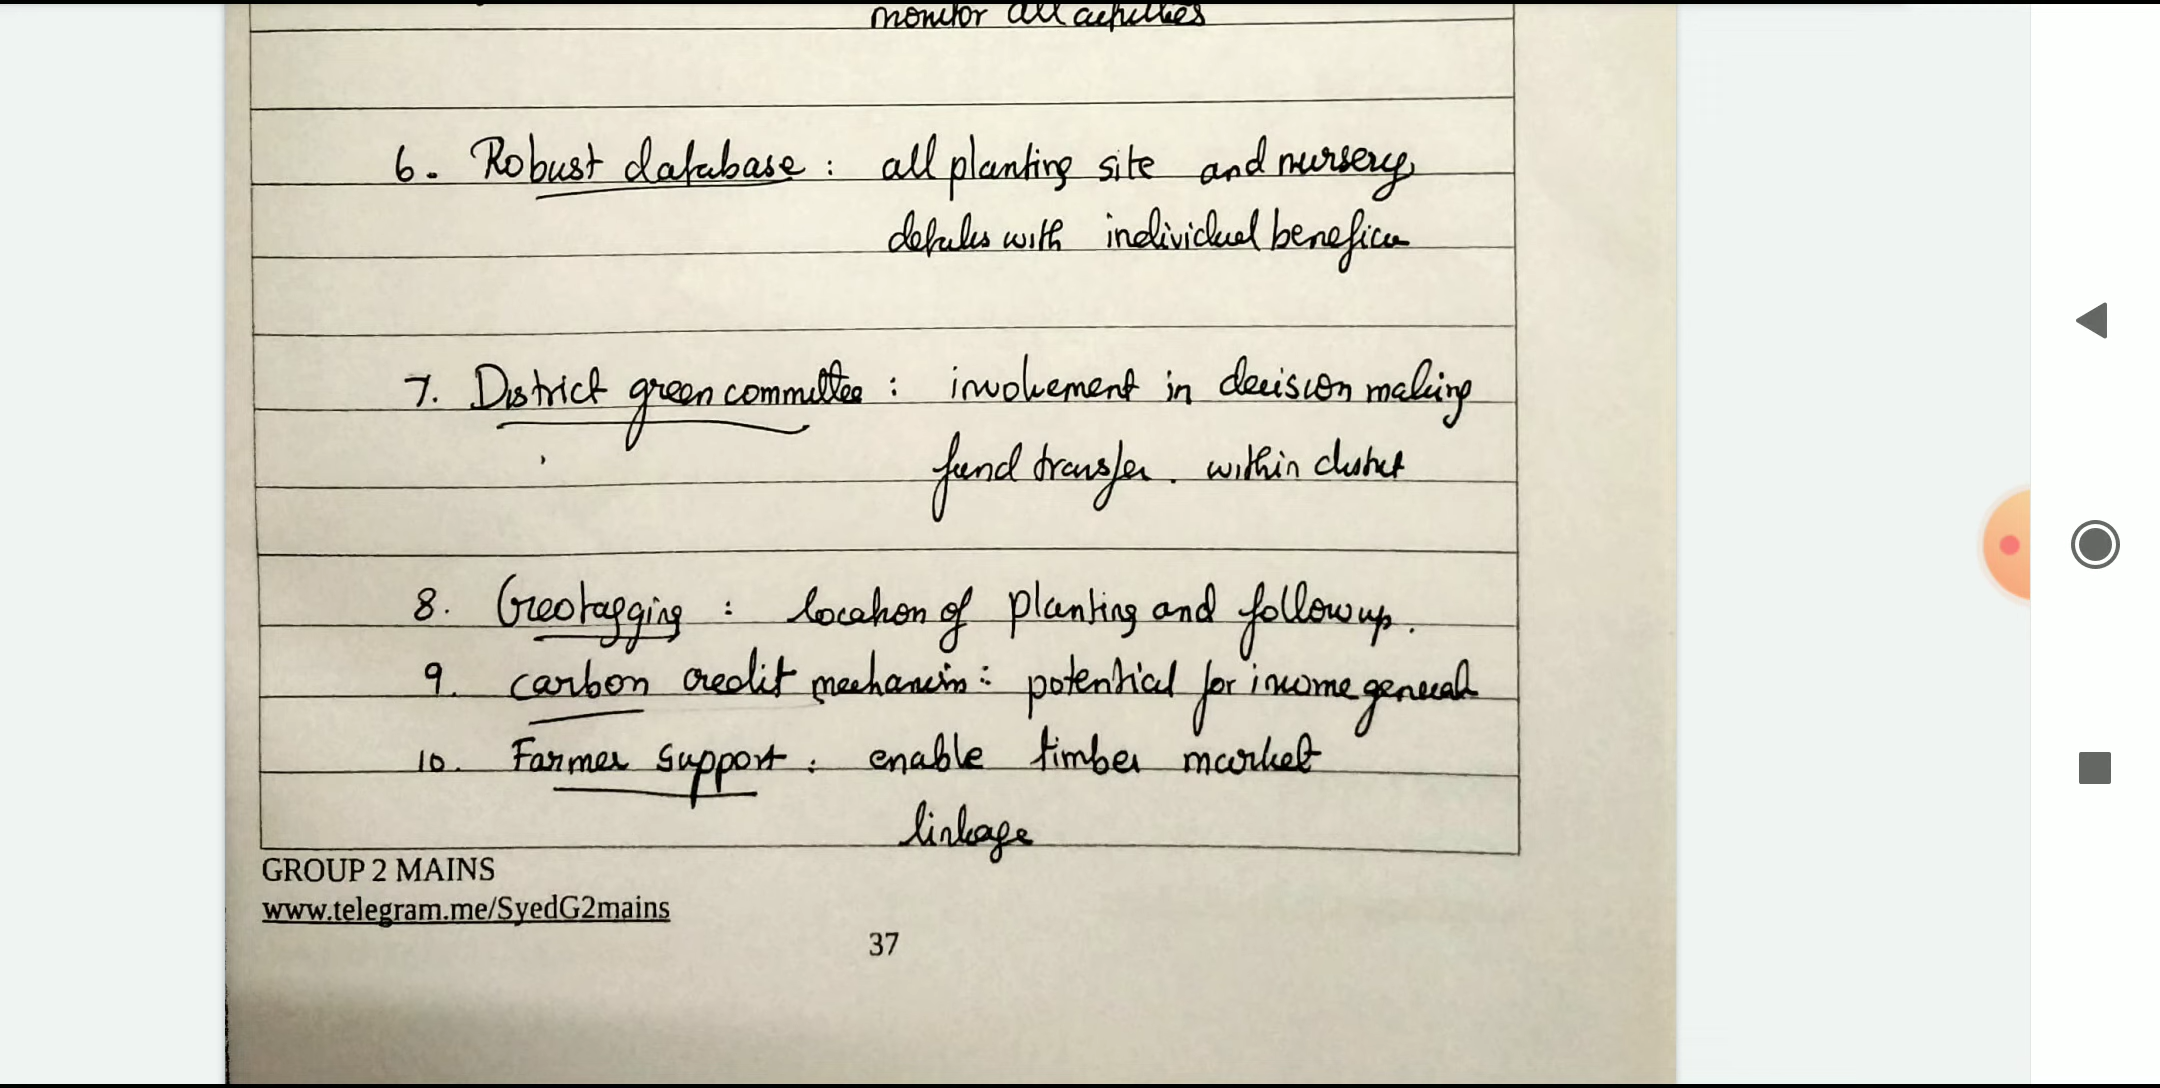 monitor all activities
6. Robust database : all planting site and nursery
details with individual benefica
7. District green committee : involvement in decision making
fund transfer. within district
8. Geotagging : location of planting and followup.
9. carbon credit mechanism : potential for income generat
10. Farmer support : enable timber market
linkage
GROUP 2 MAINS
www.telegram.me/SyedG2mains
37